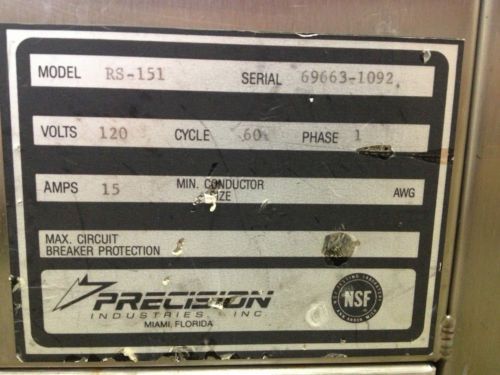 MODEL RS-151 SERIAL 69663-1092
VOLTS 120 CYCLE 60 PHASE 1
AMPS 15 MIN. CONDUCTOR AWG
MAX. CIRCUIT
BREAKER PROTECTION
PRECISION
INDUSTRIES, INC.
MIAMI, FLORIDA
NSF